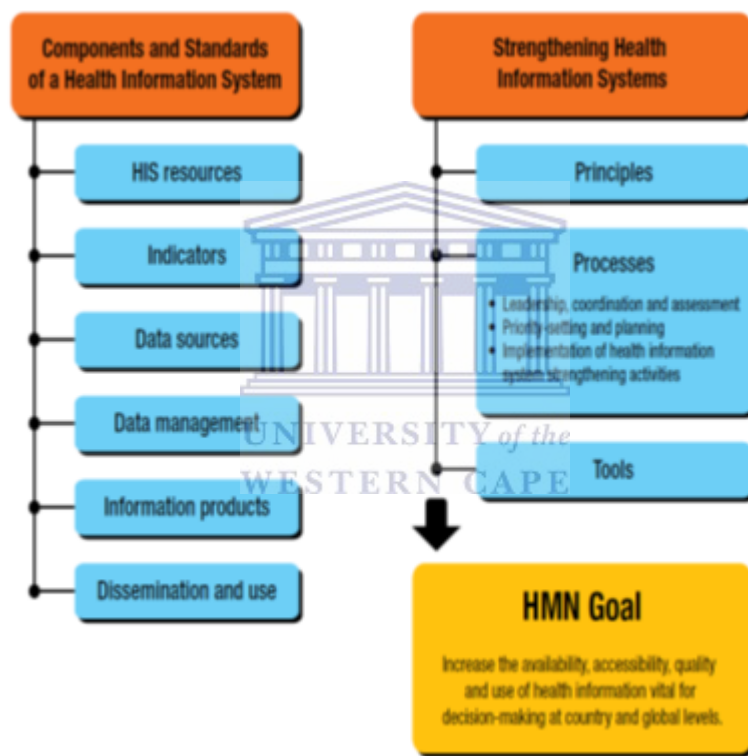 Components and Standards
of a Health Information System
HIS resources
Indicators
Data sources
Data management
Information products
Dissemination and use
Strengthening Health
Information Systems
Principles
Processes
• Leadership, coordination and assessment
• Priority-setting and planning
• Implementation of health information
system strengthening activities
Tools
HMN Goal
Increase the availability, accessibility, quality
and use of health information vital for
decision-making at country and global levels.
UNIVERSITY of the
WESTERN CAPE